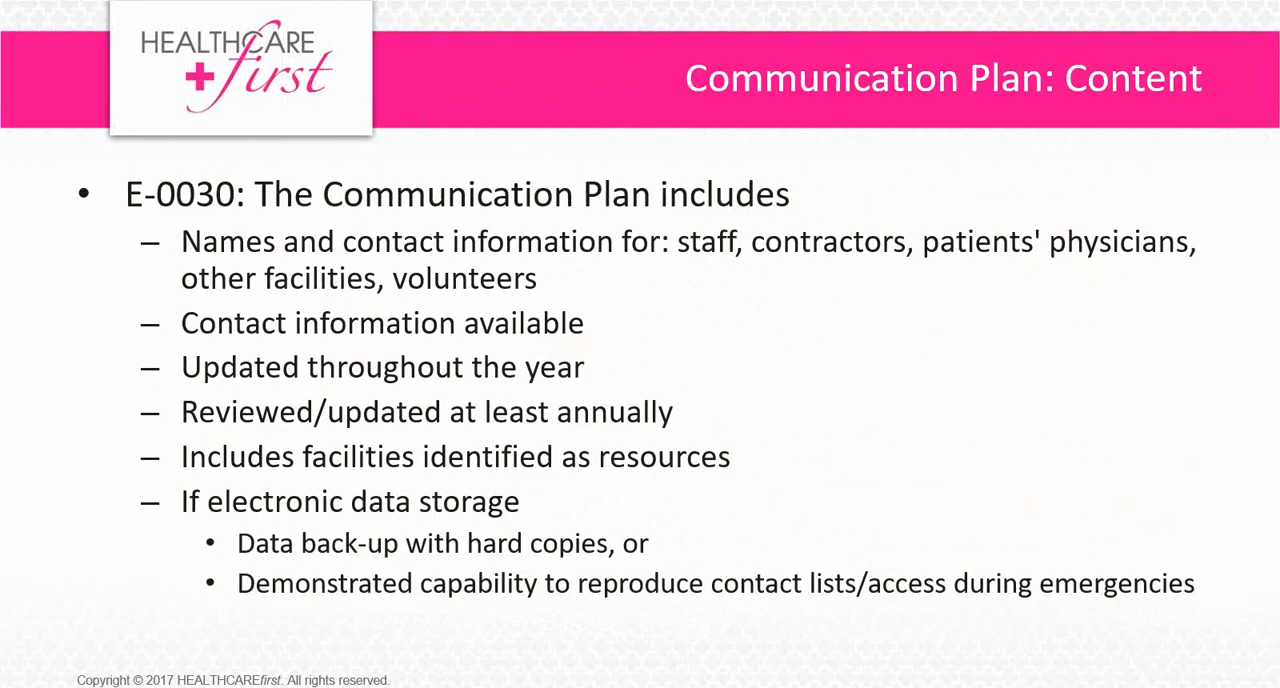 HEALTHCARE
+first
Communication Plan: Content
• E-0030: The Communication Plan includes
– Names and contact information for: staff, contractors, patients' physicians,
other facilities, volunteers
– Contact information available
– Updated throughout the year
– Reviewed/updated at least annually
– Includes facilities identified as resources
– If electronic data storage
• Data back-up with hard copies, or
• Demonstrated capability to reproduce contact lists/access during emergencies
Copyright © 2017 HEALTHCAREfirst. All rights reserved.